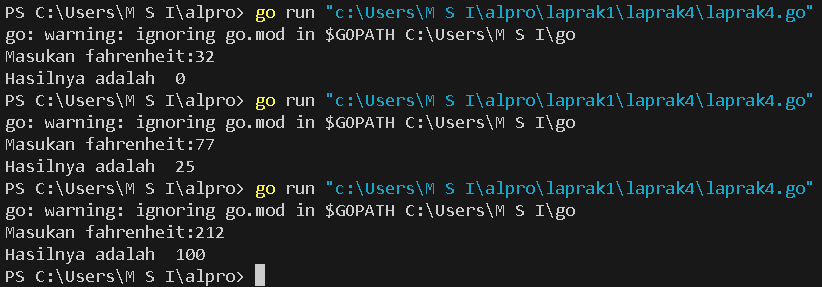 PS C:\Users\M S I\alpro> go run "c:\Users\M S I\alpro\laprak1\laprak4\laprak4.go"
go: warning: ignoring go.mod in $GOPATH C:\Users\M S I\go
Masukan fahrenheit:32
Hasilnya adalah  0
PS C:\Users\M S I\alpro> go run "c:\Users\M S I\alpro\laprak1\laprak4\laprak4.go"
go: warning: ignoring go.mod in $GOPATH C:\Users\M S I\go
Masukan fahrenheit:77
Hasilnya adalah  25
PS C:\Users\M S I\alpro> go run "c:\Users\M S I\alpro\laprak1\laprak4\laprak4.go"
go: warning: ignoring go.mod in $GOPATH C:\Users\M S I\go
Masukan fahrenheit:212
Hasilnya adalah  100
PS C:\Users\M S I\alpro>